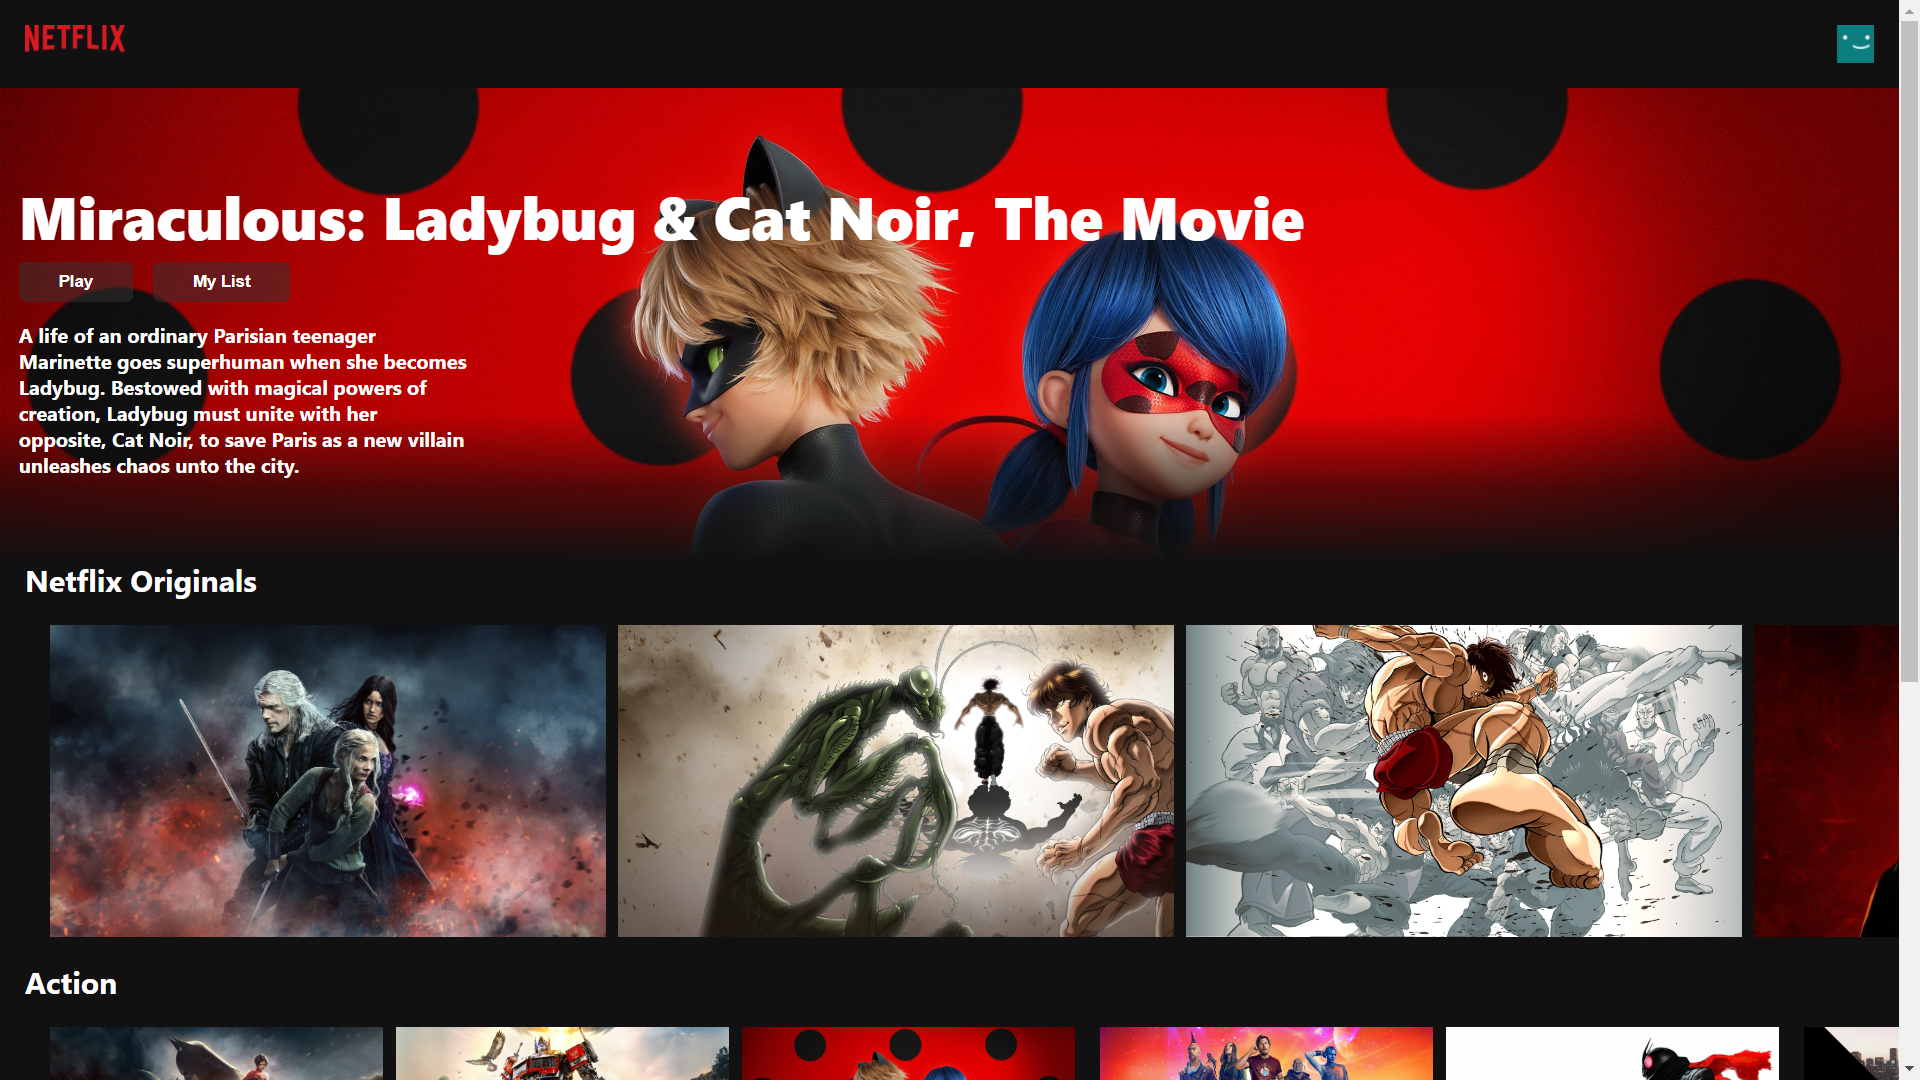 NETFLIX
Miraculous: Ladybug & Cat Noir, The Movie
Play
My List
A life of an ordinary Parisian teenager
Marinette goes superhuman when she becomes
Ladybug. Bestowed with magical powers of
creation, Ladybug must unite with her
opposite, Cat Noir, to save Paris as a new villain
unleashes chaos unto the city.
Netflix Originals
Action